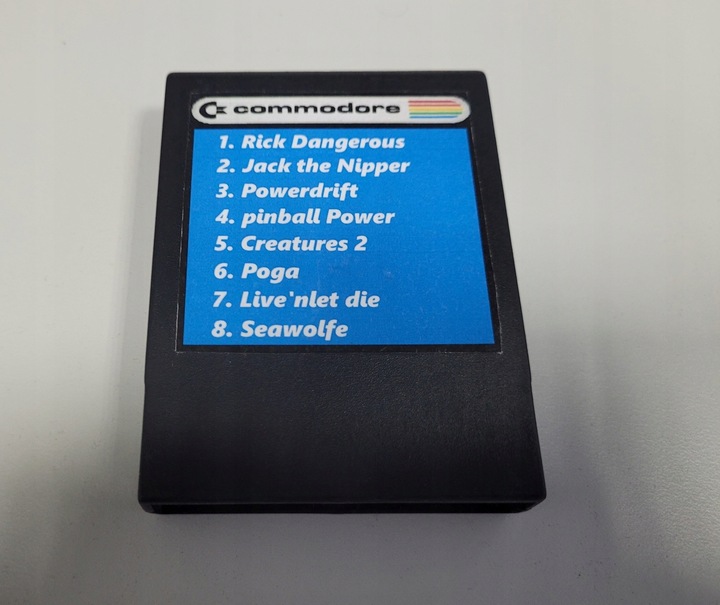 commodore
1. Rick Dangerous
2. Jack the Nipper
3. Powerdrift
4. pinball Power
5. Creatures 2
6. Poga
7. Live'nlet die
8. Seawolfe